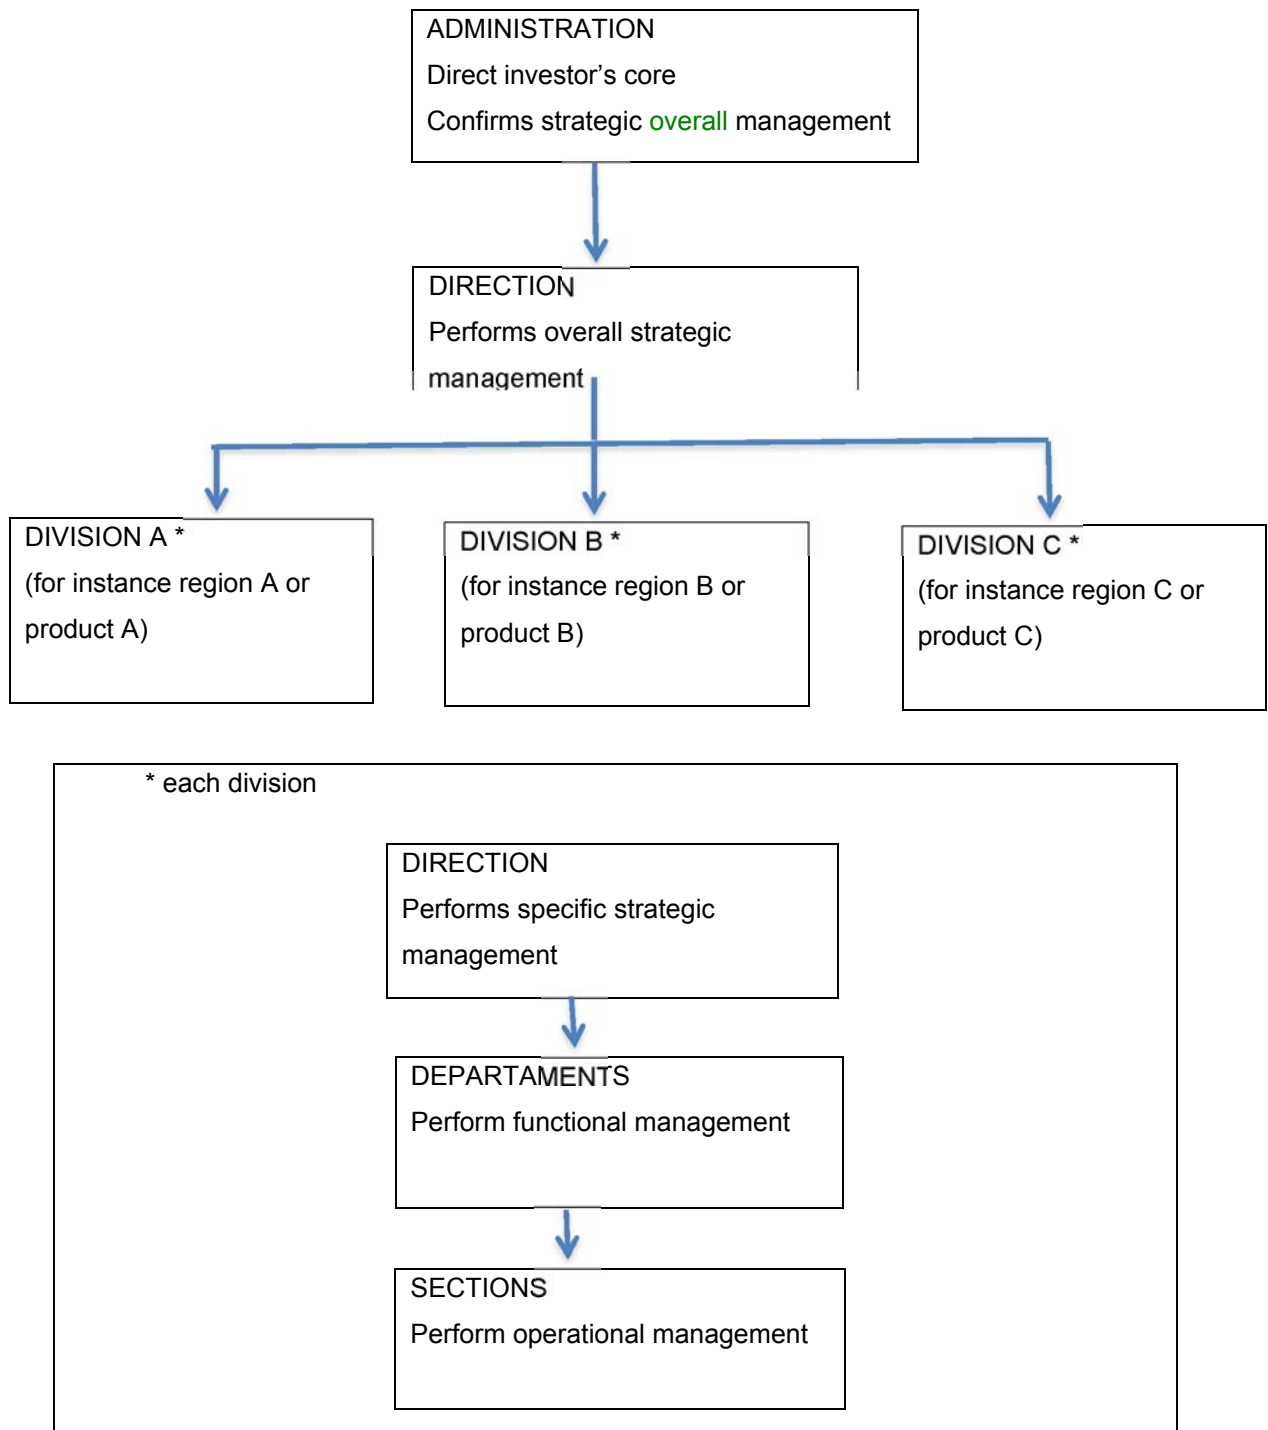 ADMINISTRATION
Direct investor’s core
Confirms strategic overall management
DIRECTION
Performs overall strategic
management
DIVISION A *
(for instance region A or
product A)
DIVISION B *
(for instance region B or
product B)
DIVISION C *
(for instance region C or
product C)
* each division
DIRECTION
Performs specific strategic
management
DEPARTAMENTS
Perform functional management
SECTIONS
Perform operational management